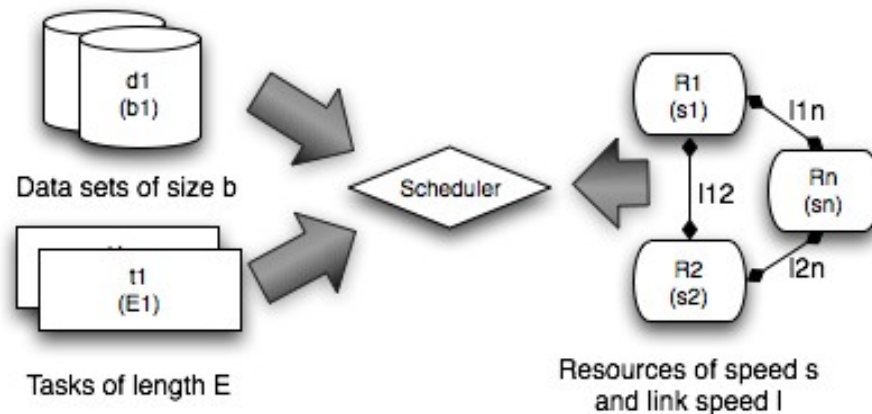 d1
(b1)
Data sets of size b
t1
(E1)
Tasks of length E
Scheduler
R1
(s1)
l1n
l12
Rn
(sn)
R2
(s2)
l2n
Resources of speed s
and link speed l